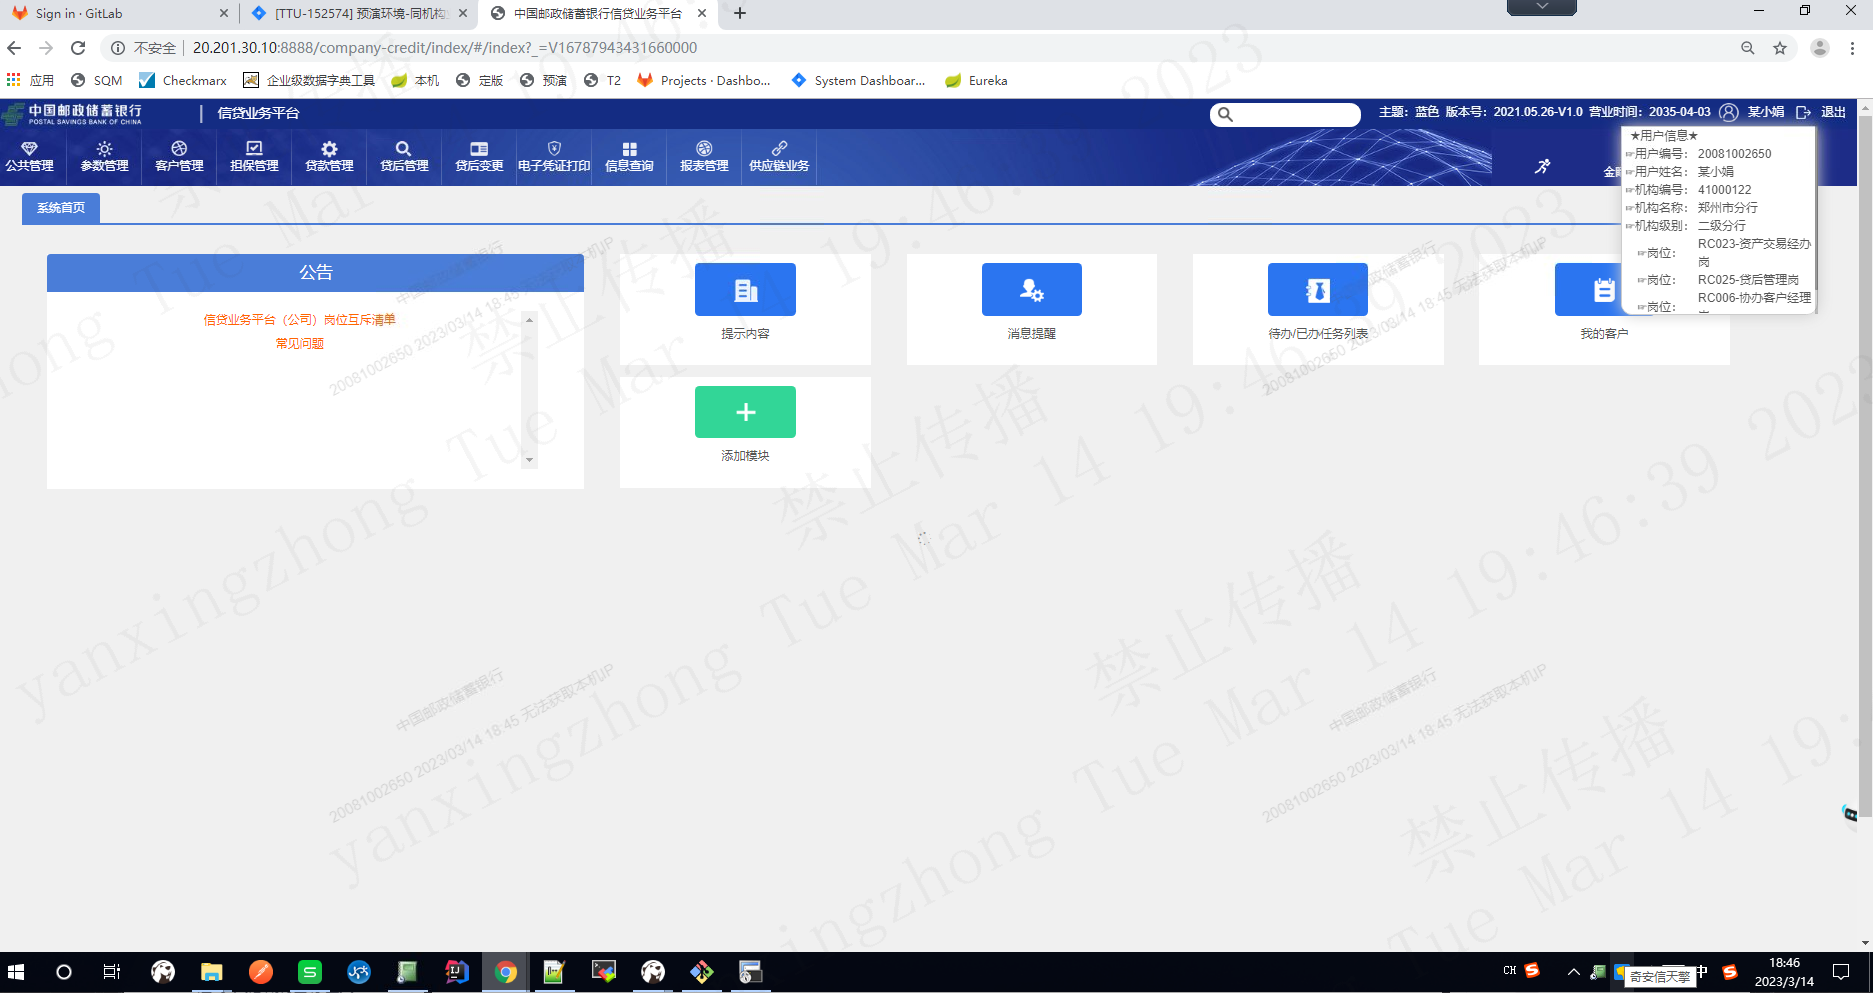 Sign in · GitLab
[TTU-152574] 预演环境-同机构
中国邮政储蓄银行信贷业务平台
不安全
20.201.30.10:8888/company-credit/index/#/index?_=V16787943431660000
应用
SQM
Checkmarx
企业级数据字典工具
本机
定版
预演
T2
Projects · Dashbo...
System Dashboar...
Eureka
中国邮政储蓄银行
POSTAL SAVINGS BANK OF CHINA
信贷业务平台
主题：蓝色 版本号：2021.05.26-V1.0 营业时间：2035-04-03
某小娟
退出
公共管理
参数管理
客户管理
担保管理
贷款管理
贷后管理
贷后变更
电子凭证打印
信息查询
报表管理
供应链业务
★用户信息★
☞用户编号： 20081002650
☞用户姓名： 某小娟
☞机构编号： 41000122
☞机构名称： 郑州市分行
☞机构级别： 二级分行
☞岗位： RC023-资产交易经办岗
☞岗位： RC025-贷后管理岗
☞岗位： RC006-协办客户经理
系统首页
公告
信贷业务平台（公司）岗位互斥清单
常见问题
提示内容
消息提醒
待办/已办任务列表
我的客户
添加模块
中国邮政储蓄银行
20081002650 2023/03/14 18:45 无法获取本机IP
禁止传播
yanxingzhong Tue Mar 14 19:46:39 2023
CH
奇安信天擎
中
18:46
2023/3/14